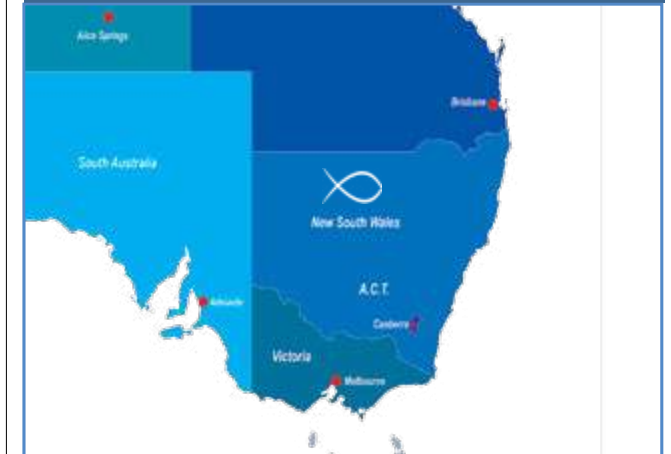 Alice Springs
Brisbane
South Australia
New South Wales
A.C.T.
Adelaide
Canberra
Victoria
Melbourne